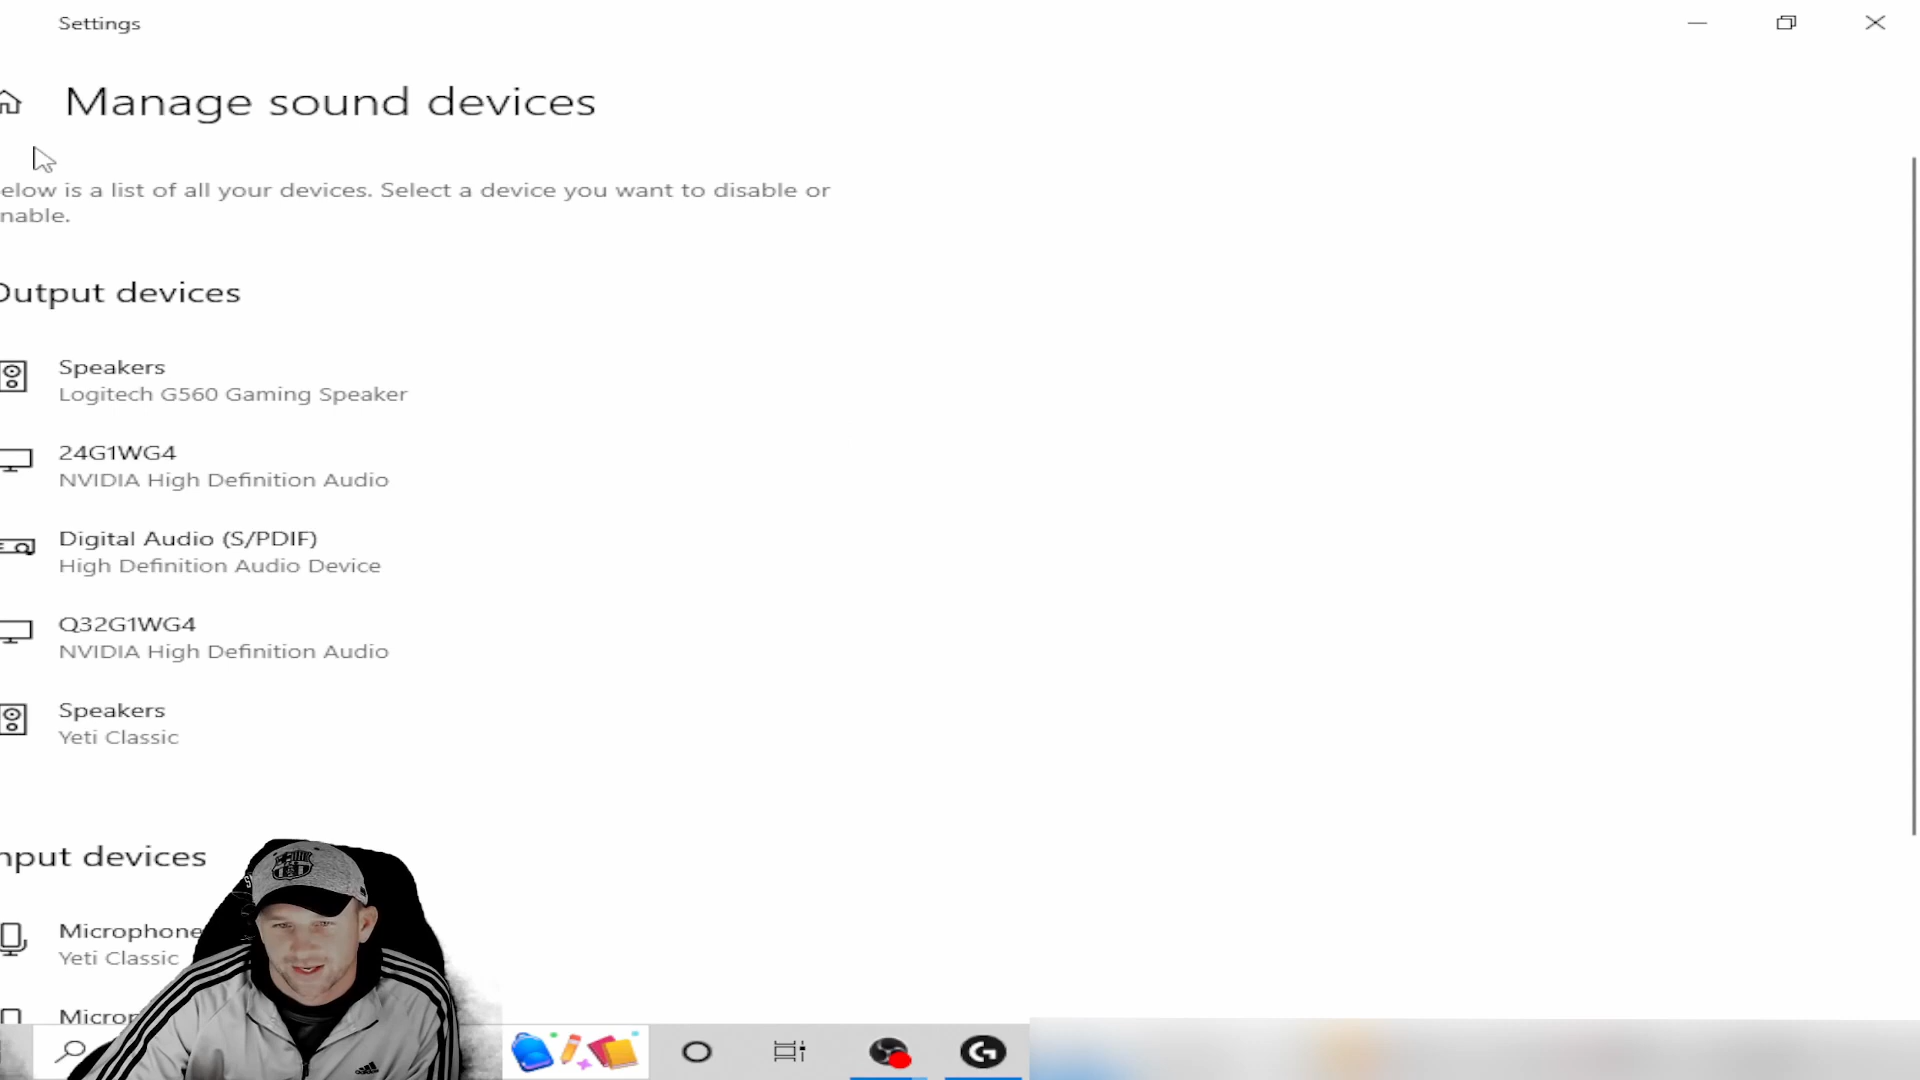 Settings
Manage sound devices
elow is a list of all your devices. Select a device you want to disable or
nable.
Output devices
Speakers
Logitech G560 Gaming Speaker
24G1WG4
NVIDIA High Definition Audio
Digital Audio (S/PDIF)
High Definition Audio Device
Q32G1WG4
NVIDIA High Definition Audio
Speakers
Yeti Classic
nput devices
Microphone
Yeti Classic
Micro